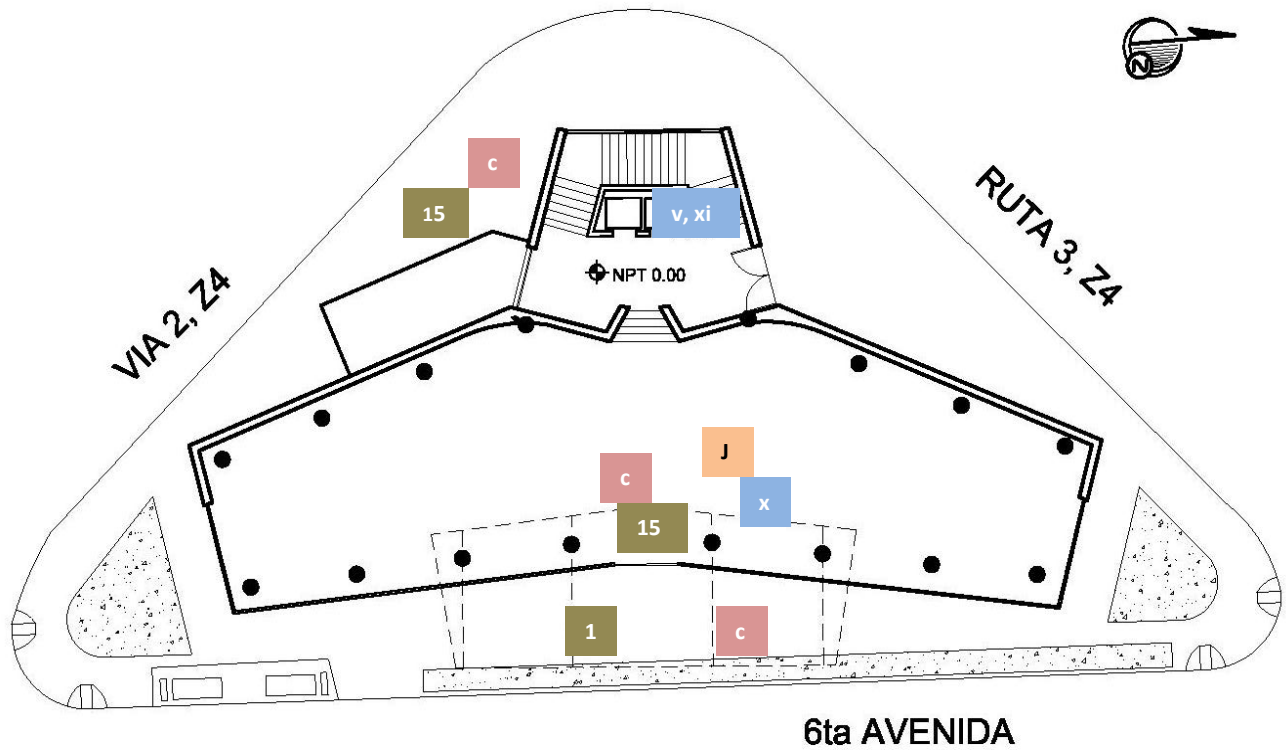 N
c
15
v, xi
RUTA 3, Z4
NPT 0.00
VIA 2, Z4
J
c
x
15
1
c
6ta AVENIDA